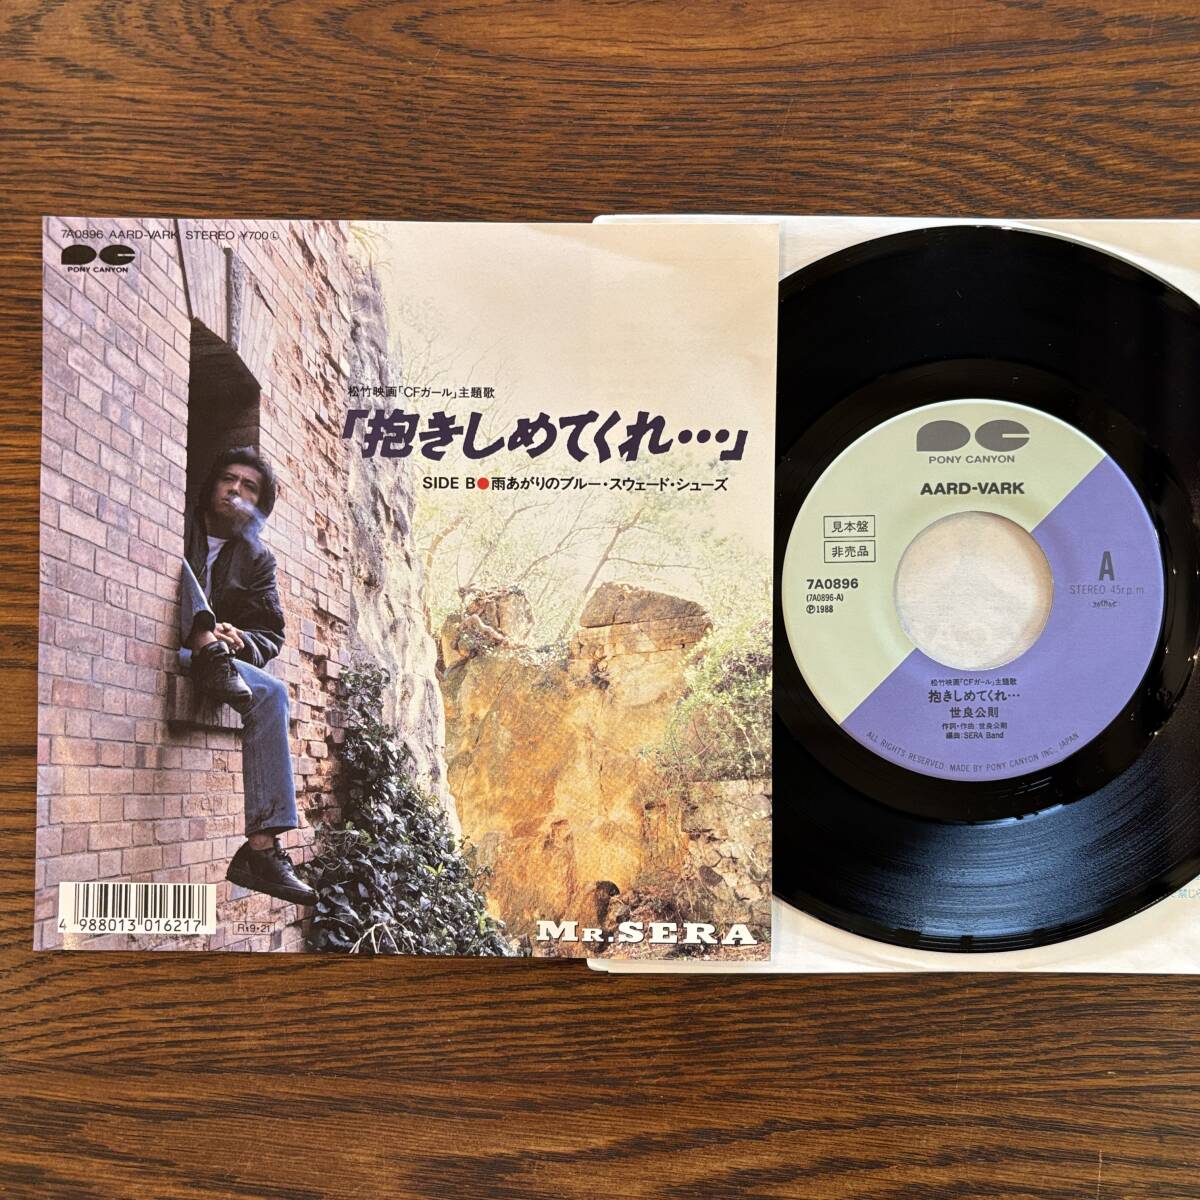 7A0896 AARD-VARK STEREO ¥700Ⓛ
PONY CANYON
松竹映画「CFガール」主題歌
「抱きしめてくれ…」
SIDE B●雨あがりのブルー・スウェード・シューズ
4 988013 016217
R・9・21
MR.SERA
PONY CANYON
AARD-VARK
見本盤
非売品
7A0896
(7A0896-A)
Ⓟ1988
A
STEREO 45r.p.m
松竹映画「CFガール」主題歌
抱きしめてくれ…
世良公則
作詞・作曲:世良公則
編曲:SERA Band
ALL RIGHTS RESERVED. MADE BY PONY CANYON INC., JAPAN